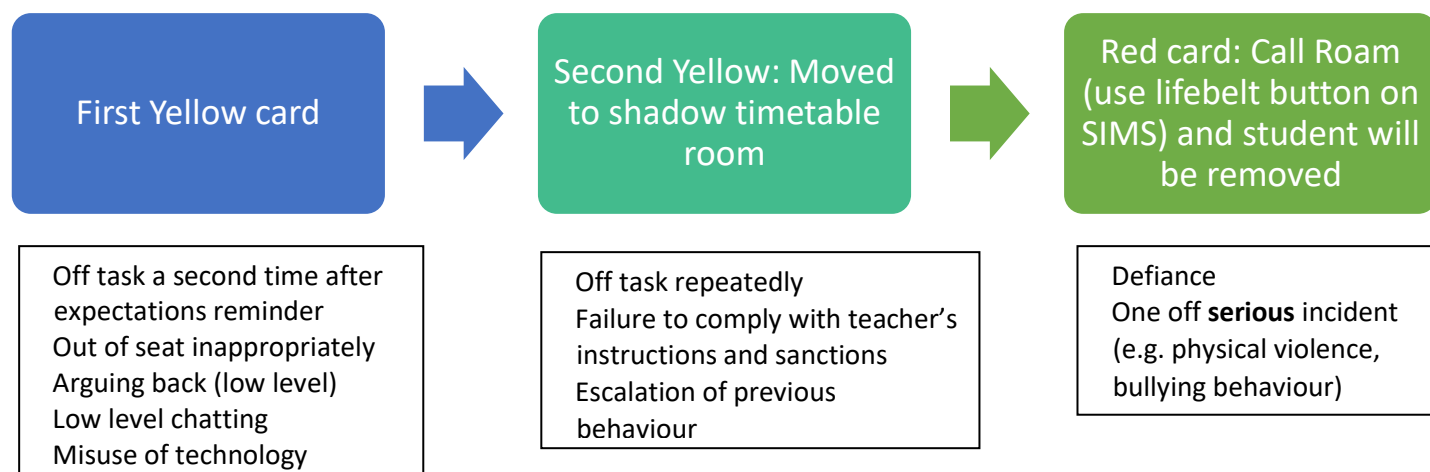 First Yellow card
Second Yellow: Moved
to shadow timetable
room
Red card: Call Roam
(use lifebelt button on
SIMS) and student will
be removed
Off task a second time after
expectations reminder
Out of seat inappropriately
Arguing back (low level)
Low level chatting
Misuse of technology
Off task repeatedly
Failure to comply with teacher’s
instructions and sanctions
Escalation of previous
behaviour
Defiance
One off serious incident
(e.g. physical violence,
bullying behaviour)